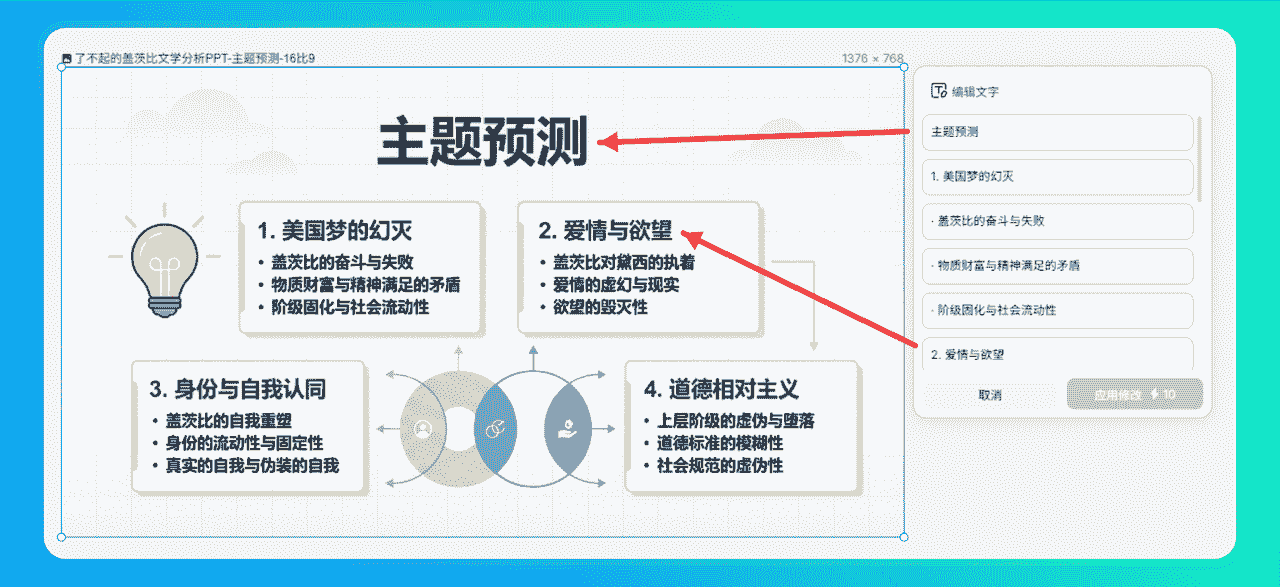 了不起的盖茨比文学分析PPT-主题预测-16比9
1376 × 768
主题预测
1. 美国梦的幻灭
• 盖茨比的奋斗与失败
• 物质财富与精神满足的矛盾
• 阶级固化与社会流动性
2. 爱情与欲望
• 盖茨比对黛西的执着
• 爱情的虚幻与现实
• 欲望的毁灭性
3. 身份与自我认同
• 盖茨比的自我重塑
• 身份的流动性与固定性
• 真实的自我与伪装的自我
4. 道德相对主义
• 上层阶级的虚伪与堕落
• 道德标准的模糊性
• 社会规范的虚伪性
编辑文字
主题预测
1. 美国梦的幻灭
· 盖茨比的奋斗与失败
· 物质财富与精神满足的矛盾
· 阶级固化与社会流动性
2. 爱情与欲望
取消
应用修改 10